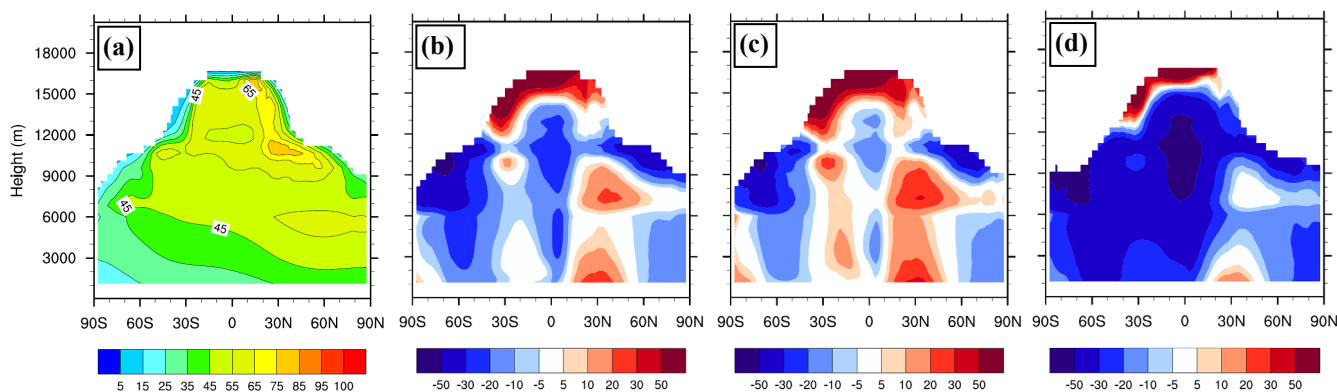 (a) (b) (c) (d)
Height (m)
18000
15000
12000
9000
6000
3000
45 65
45 45
90S 60S 30S 0 30N 60N 90N
90S 60S 30S 0 30N 60N 90N
90S 60S 30S 0 30N 60N 90N
90S 60S 30S 0 30N 60N 90N
5 15 25 35 45 55 65 75 85 95 100
-50 -30 -20 -10 -5 5 10 20 30 50
-50 -30 -20 -10 -5 5 10 20 30 50
-50 -30 -20 -10 -5 5 10 20 30 50